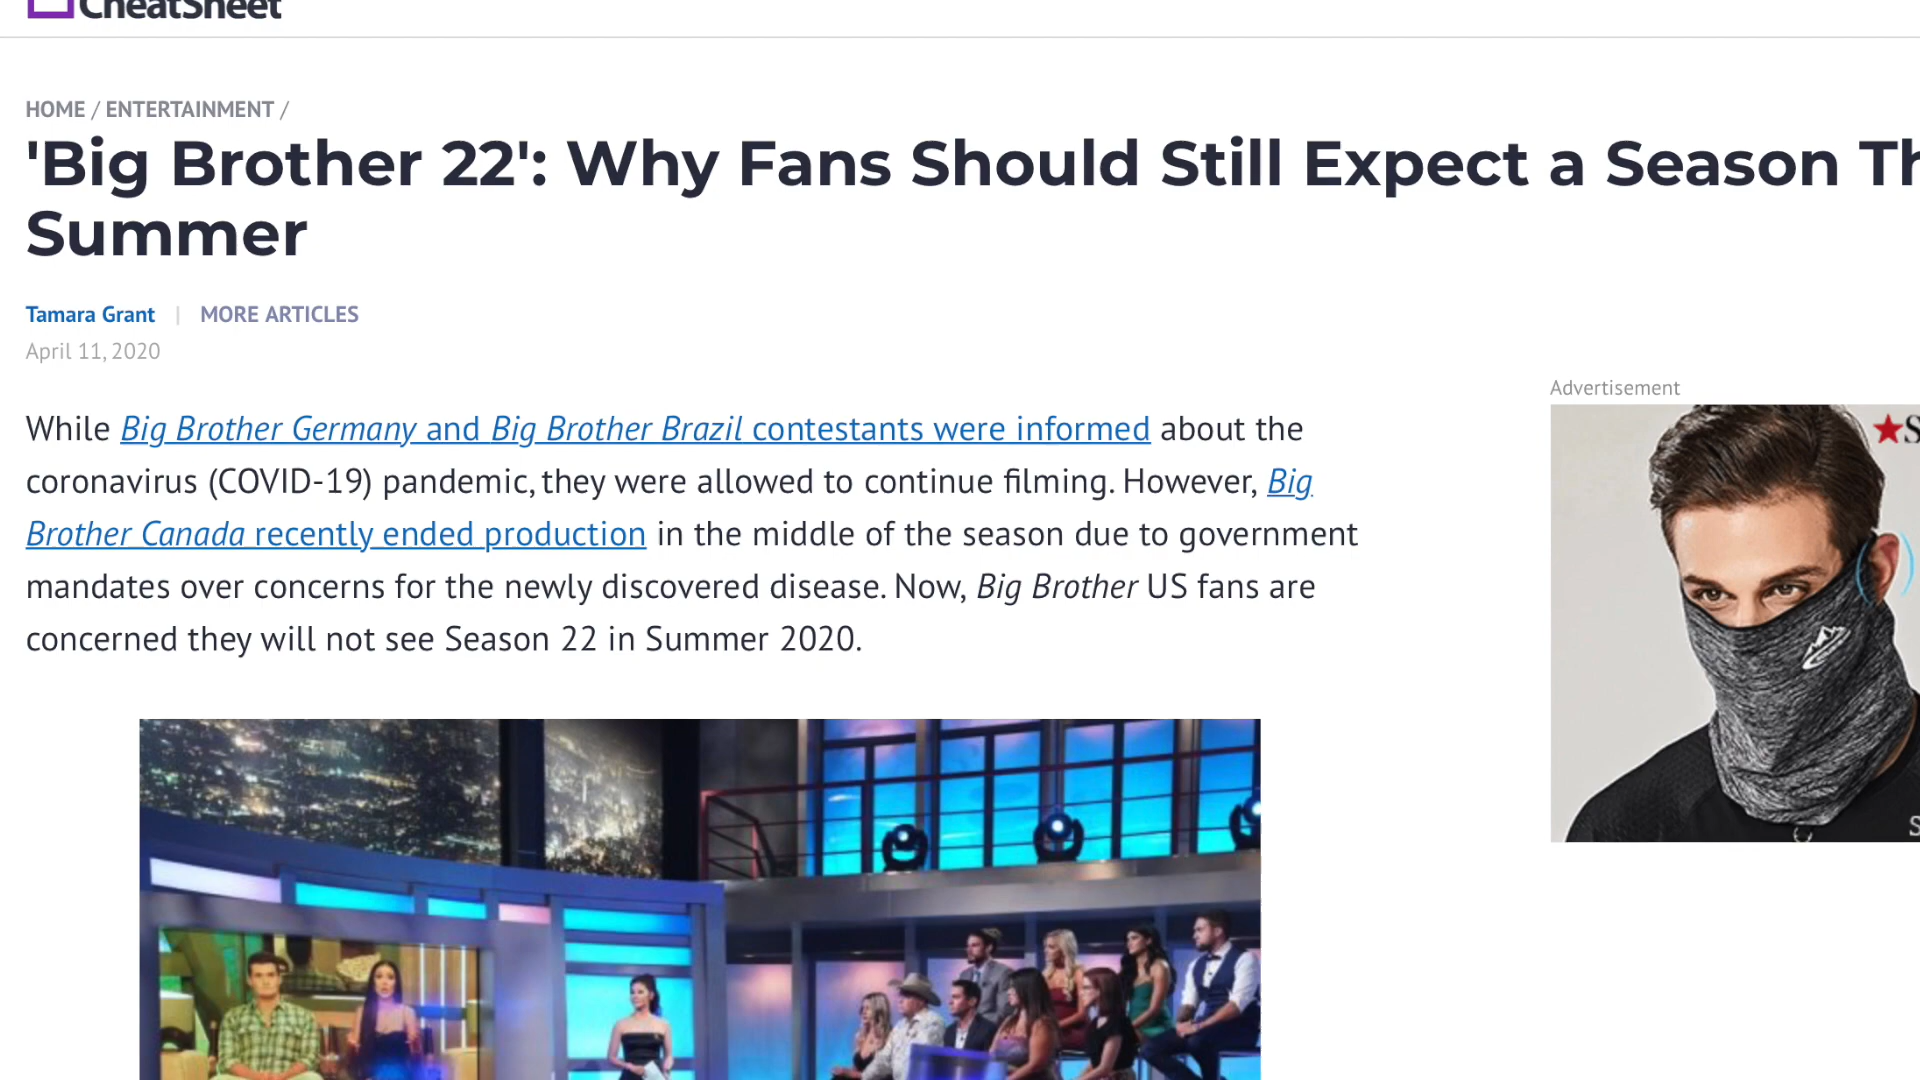 CheatSheet
HOME / ENTERTAINMENT /
'Big Brother 22': Why Fans Should Still Expect a Season Th
Summer
Tamara Grant | MORE ARTICLES
April 11, 2020
Advertisement
While Big Brother Germany and Big Brother Brazil contestants were informed about the
coronavirus (COVID-19) pandemic, they were allowed to continue filming. However, Big
Brother Canada recently ended production in the middle of the season due to government
mandates over concerns for the newly discovered disease. Now, Big Brother US fans are
concerned they will not see Season 22 in Summer 2020.